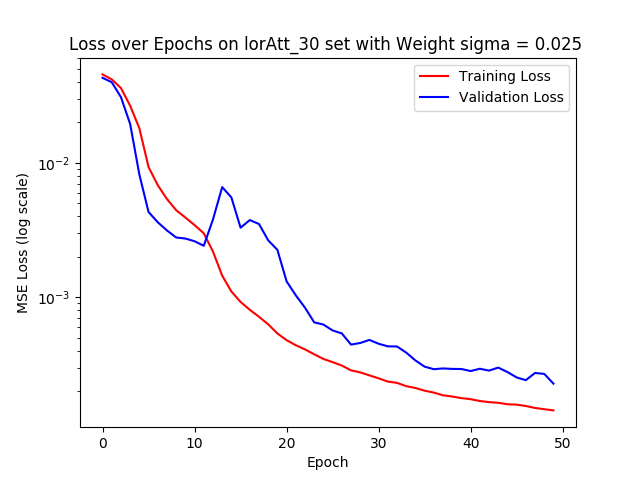 Loss over Epochs on lorAtt_30 set with Weight sigma = 0.025
Training Loss
Validation Loss
MSE Loss (log scale)
10⁻²
10⁻³
0 10 20 30 40 50
Epoch